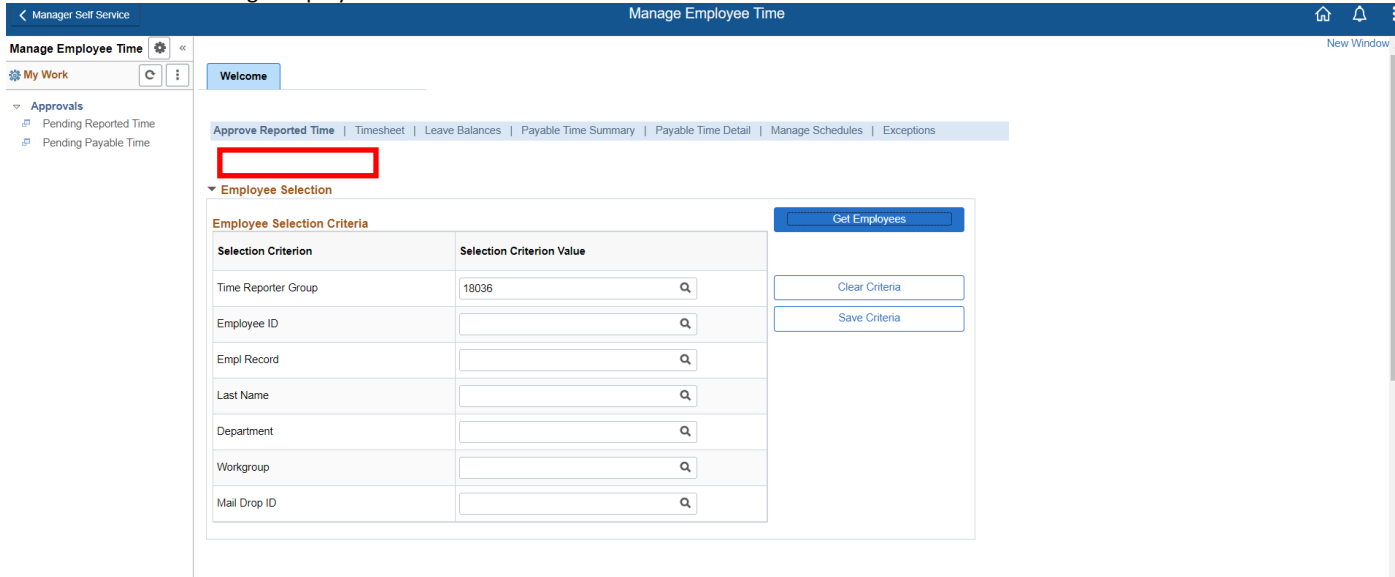 Manager Self Service
Manage Employee Time
New Window
Manage Employee Time
My Work
Welcome
Approvals
Pending Reported Time
Pending Payable Time
Approve Reported Time | Timesheet | Leave Balances | Payable Time Summary | Payable Time Detail | Manage Schedules | Exceptions
Employee Selection
Employee Selection Criteria
Get Employees
Selection Criterion Selection Criterion Value
Time Reporter Group 18036
Clear Criteria
Employee ID
Save Criteria
Empl Record
Last Name
Department
Workgroup
Mail Drop ID